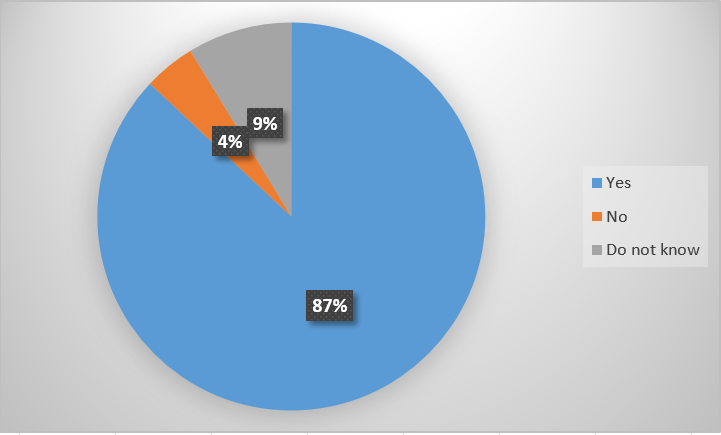 9%
4%
87%
Yes
No
Do not know